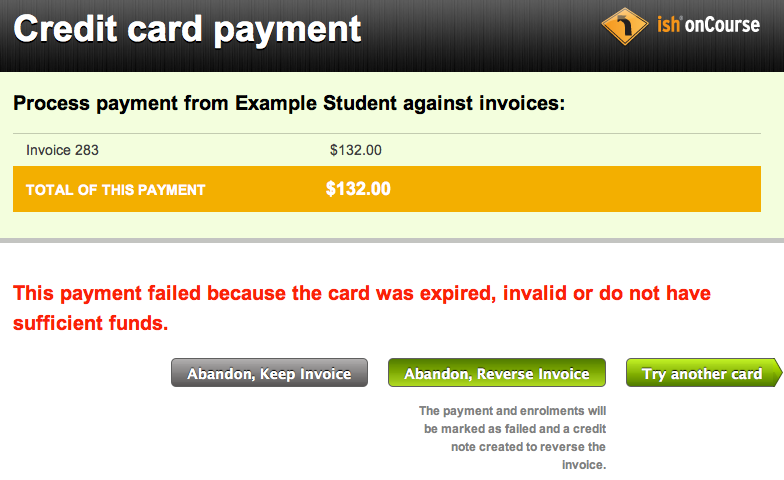 Credit card payment
ish® onCourse
Process payment from Example Student against invoices:
Invoice 283 $132.00
TOTAL OF THIS PAYMENT $132.00
This payment failed because the card was expired, invalid or do not have
sufficient funds.
Abandon, Keep Invoice Abandon, Reverse Invoice Try another card
The payment and enrolments will
be marked as failed and a credit
note created to reverse the
invoice.